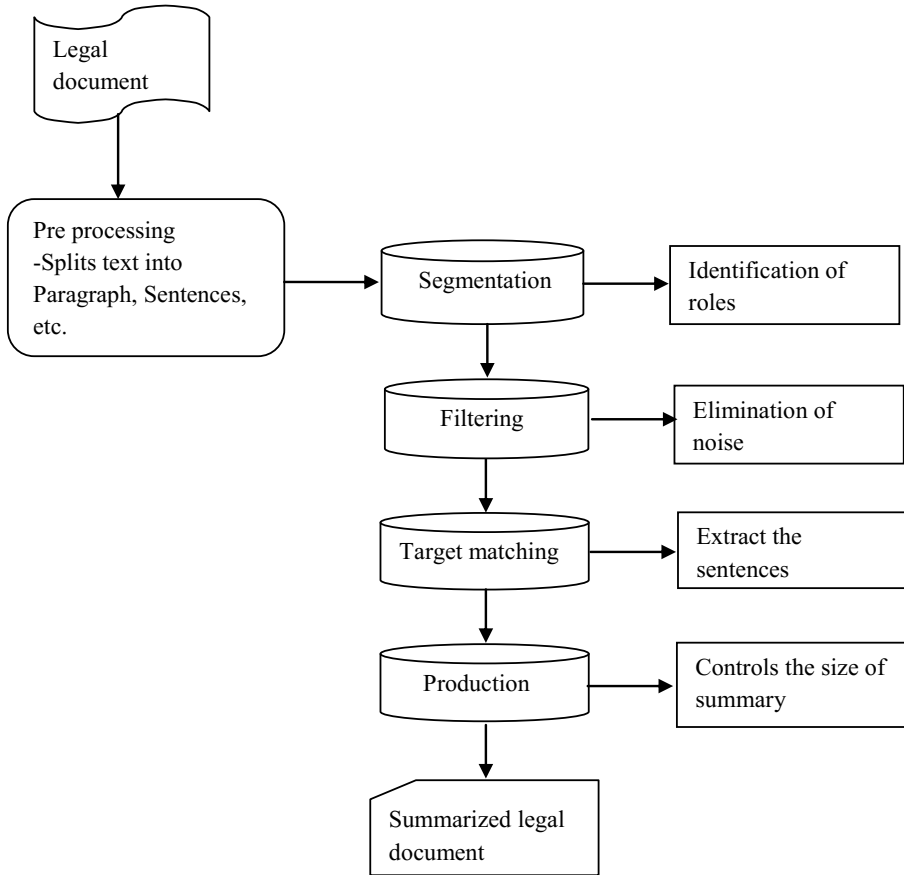 Legal
document
Pre processing
-Splits text into
Paragraph, Sentences,
etc.
Segmentation
Identification of
roles
Filtering
Elimination of
noise
Target matching
Extract the
sentences
Production
Controls the size of
summary
Summarized legal
document